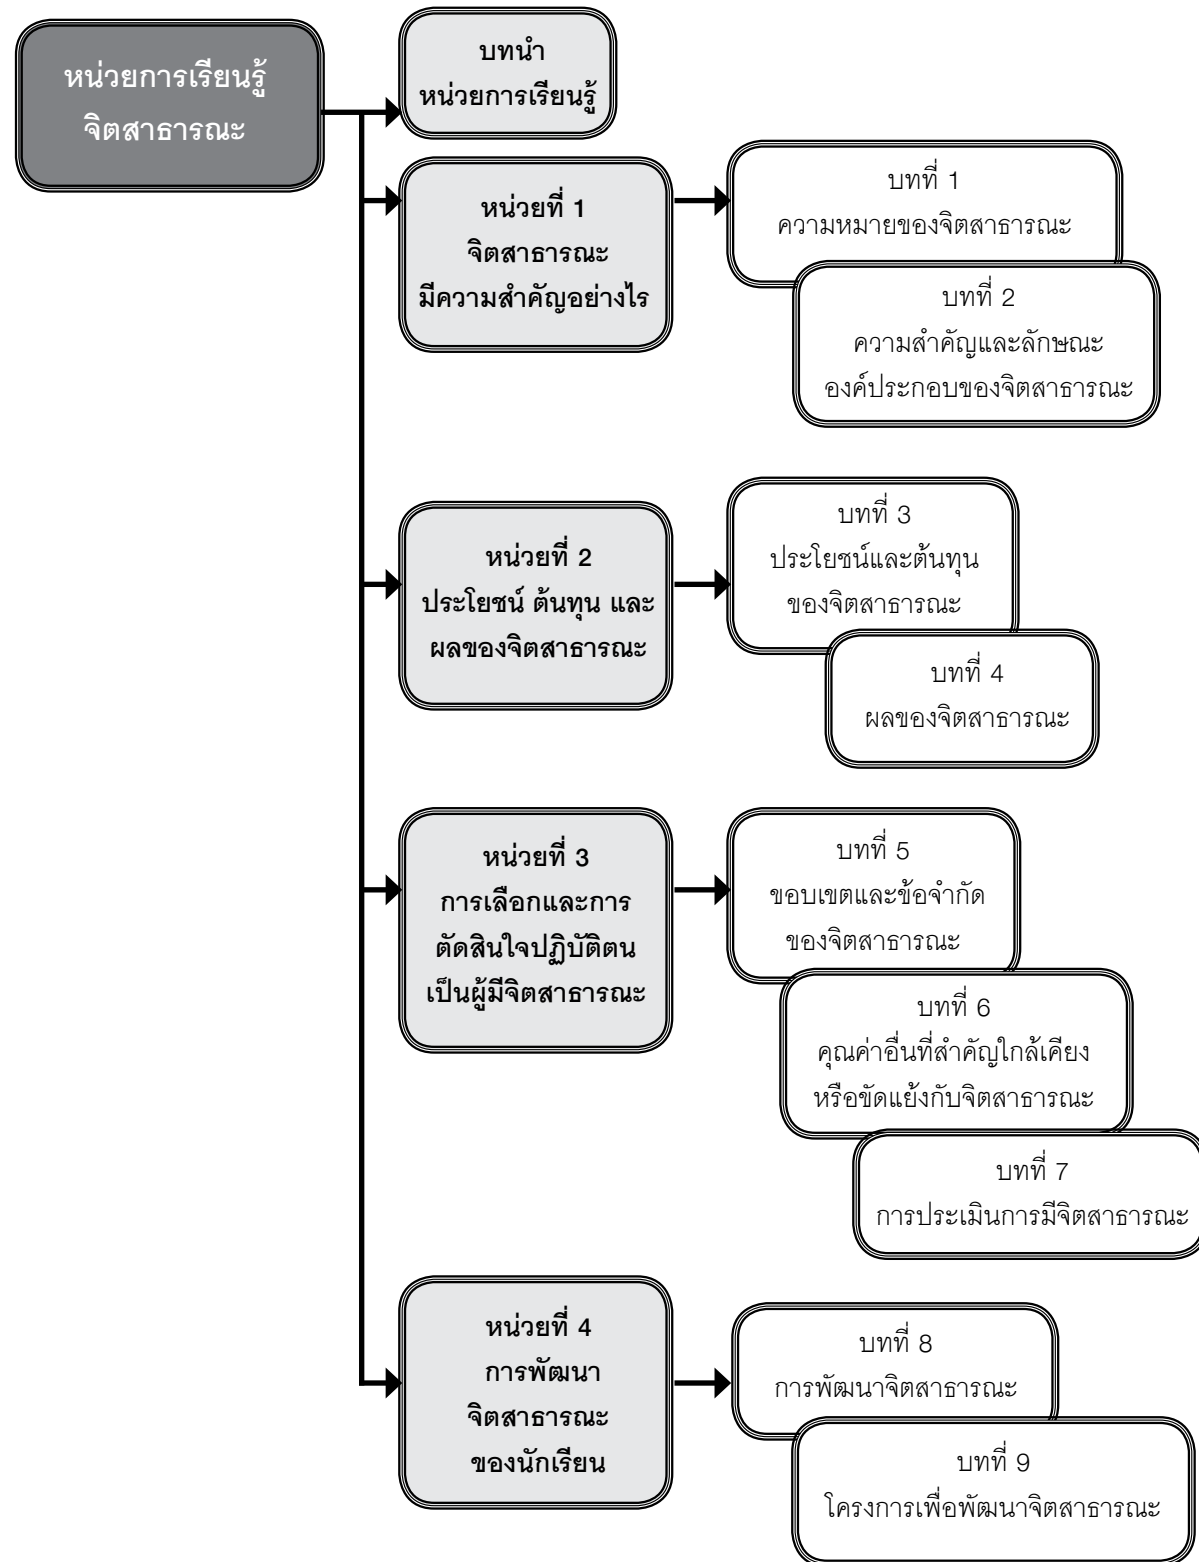 หน่วยการเรียนรู้
จิตสาธารณะ
บทนำ
หน่วยการเรียนรู้
หน่วยที่ 1
จิตสาธารณะ
มีความสำคัญอย่างไร
บทที่ 1
ความหมายของจิตสาธารณะ
บทที่ 2
ความสำคัญและลักษณะ
องค์ประกอบของจิตสาธารณะ
หน่วยที่ 2
ประโยชน์ ต้นทุน และ
ผลของจิตสาธารณะ
บทที่ 3
ประโยชน์และต้นทุน
ของจิตสาธารณะ
บทที่ 4
ผลของจิตสาธารณะ
หน่วยที่ 3
การเลือกและการ
ตัดสินใจปฏิบัติตน
เป็นผู้มีจิตสาธารณะ
บทที่ 5
ขอบเขตและข้อจำกัด
ของจิตสาธารณะ
บทที่ 6
คุณค่าอื่นที่สำคัญใกล้เคียง
หรือขัดแย้งกับจิตสาธารณะ
บทที่ 7
การประเมินการมีจิตสาธารณะ
หน่วยที่ 4
การพัฒนา
จิตสาธารณะ
ของนักเรียน
บทที่ 8
การพัฒนาจิตสาธารณะ
บทที่ 9
โครงการเพื่อพัฒนาจิตสาธารณะ